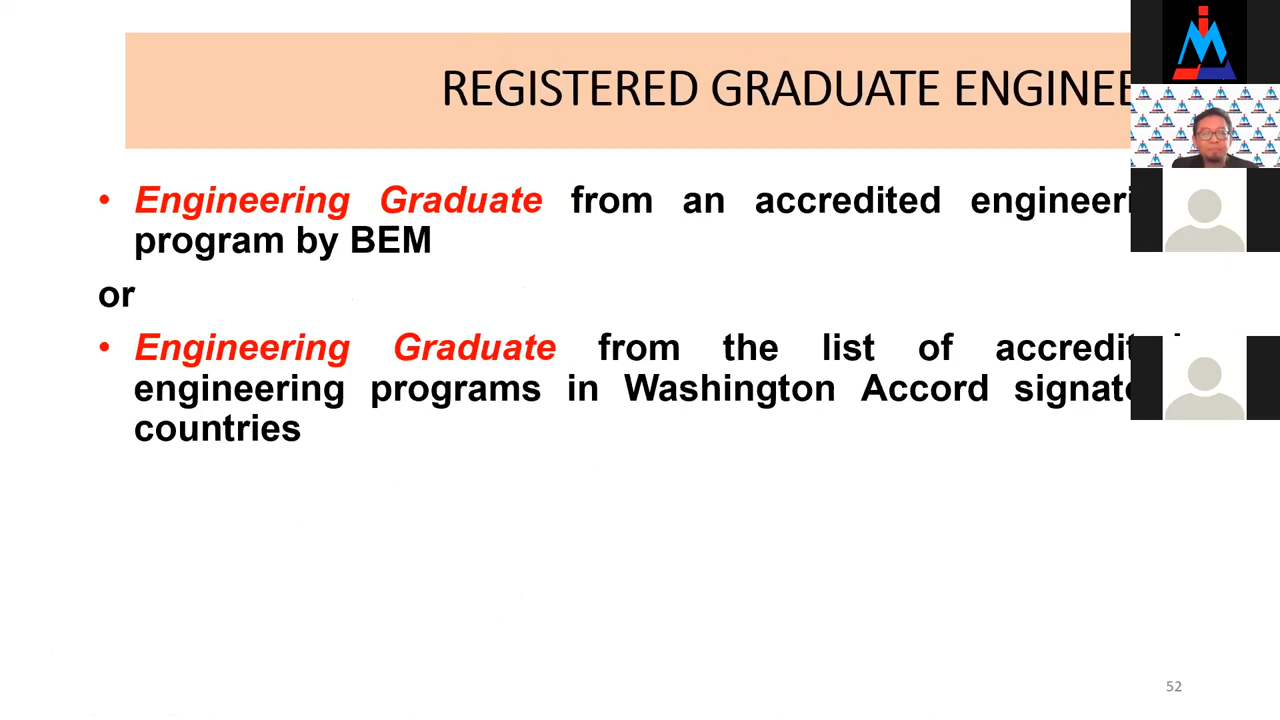 REGISTERED GRADUATE ENGINEE
• Engineering Graduate from an accredited engineeri
program by BEM
or
• Engineering Graduate from the list of accredit
engineering programs in Washington Accord signato
countries
52